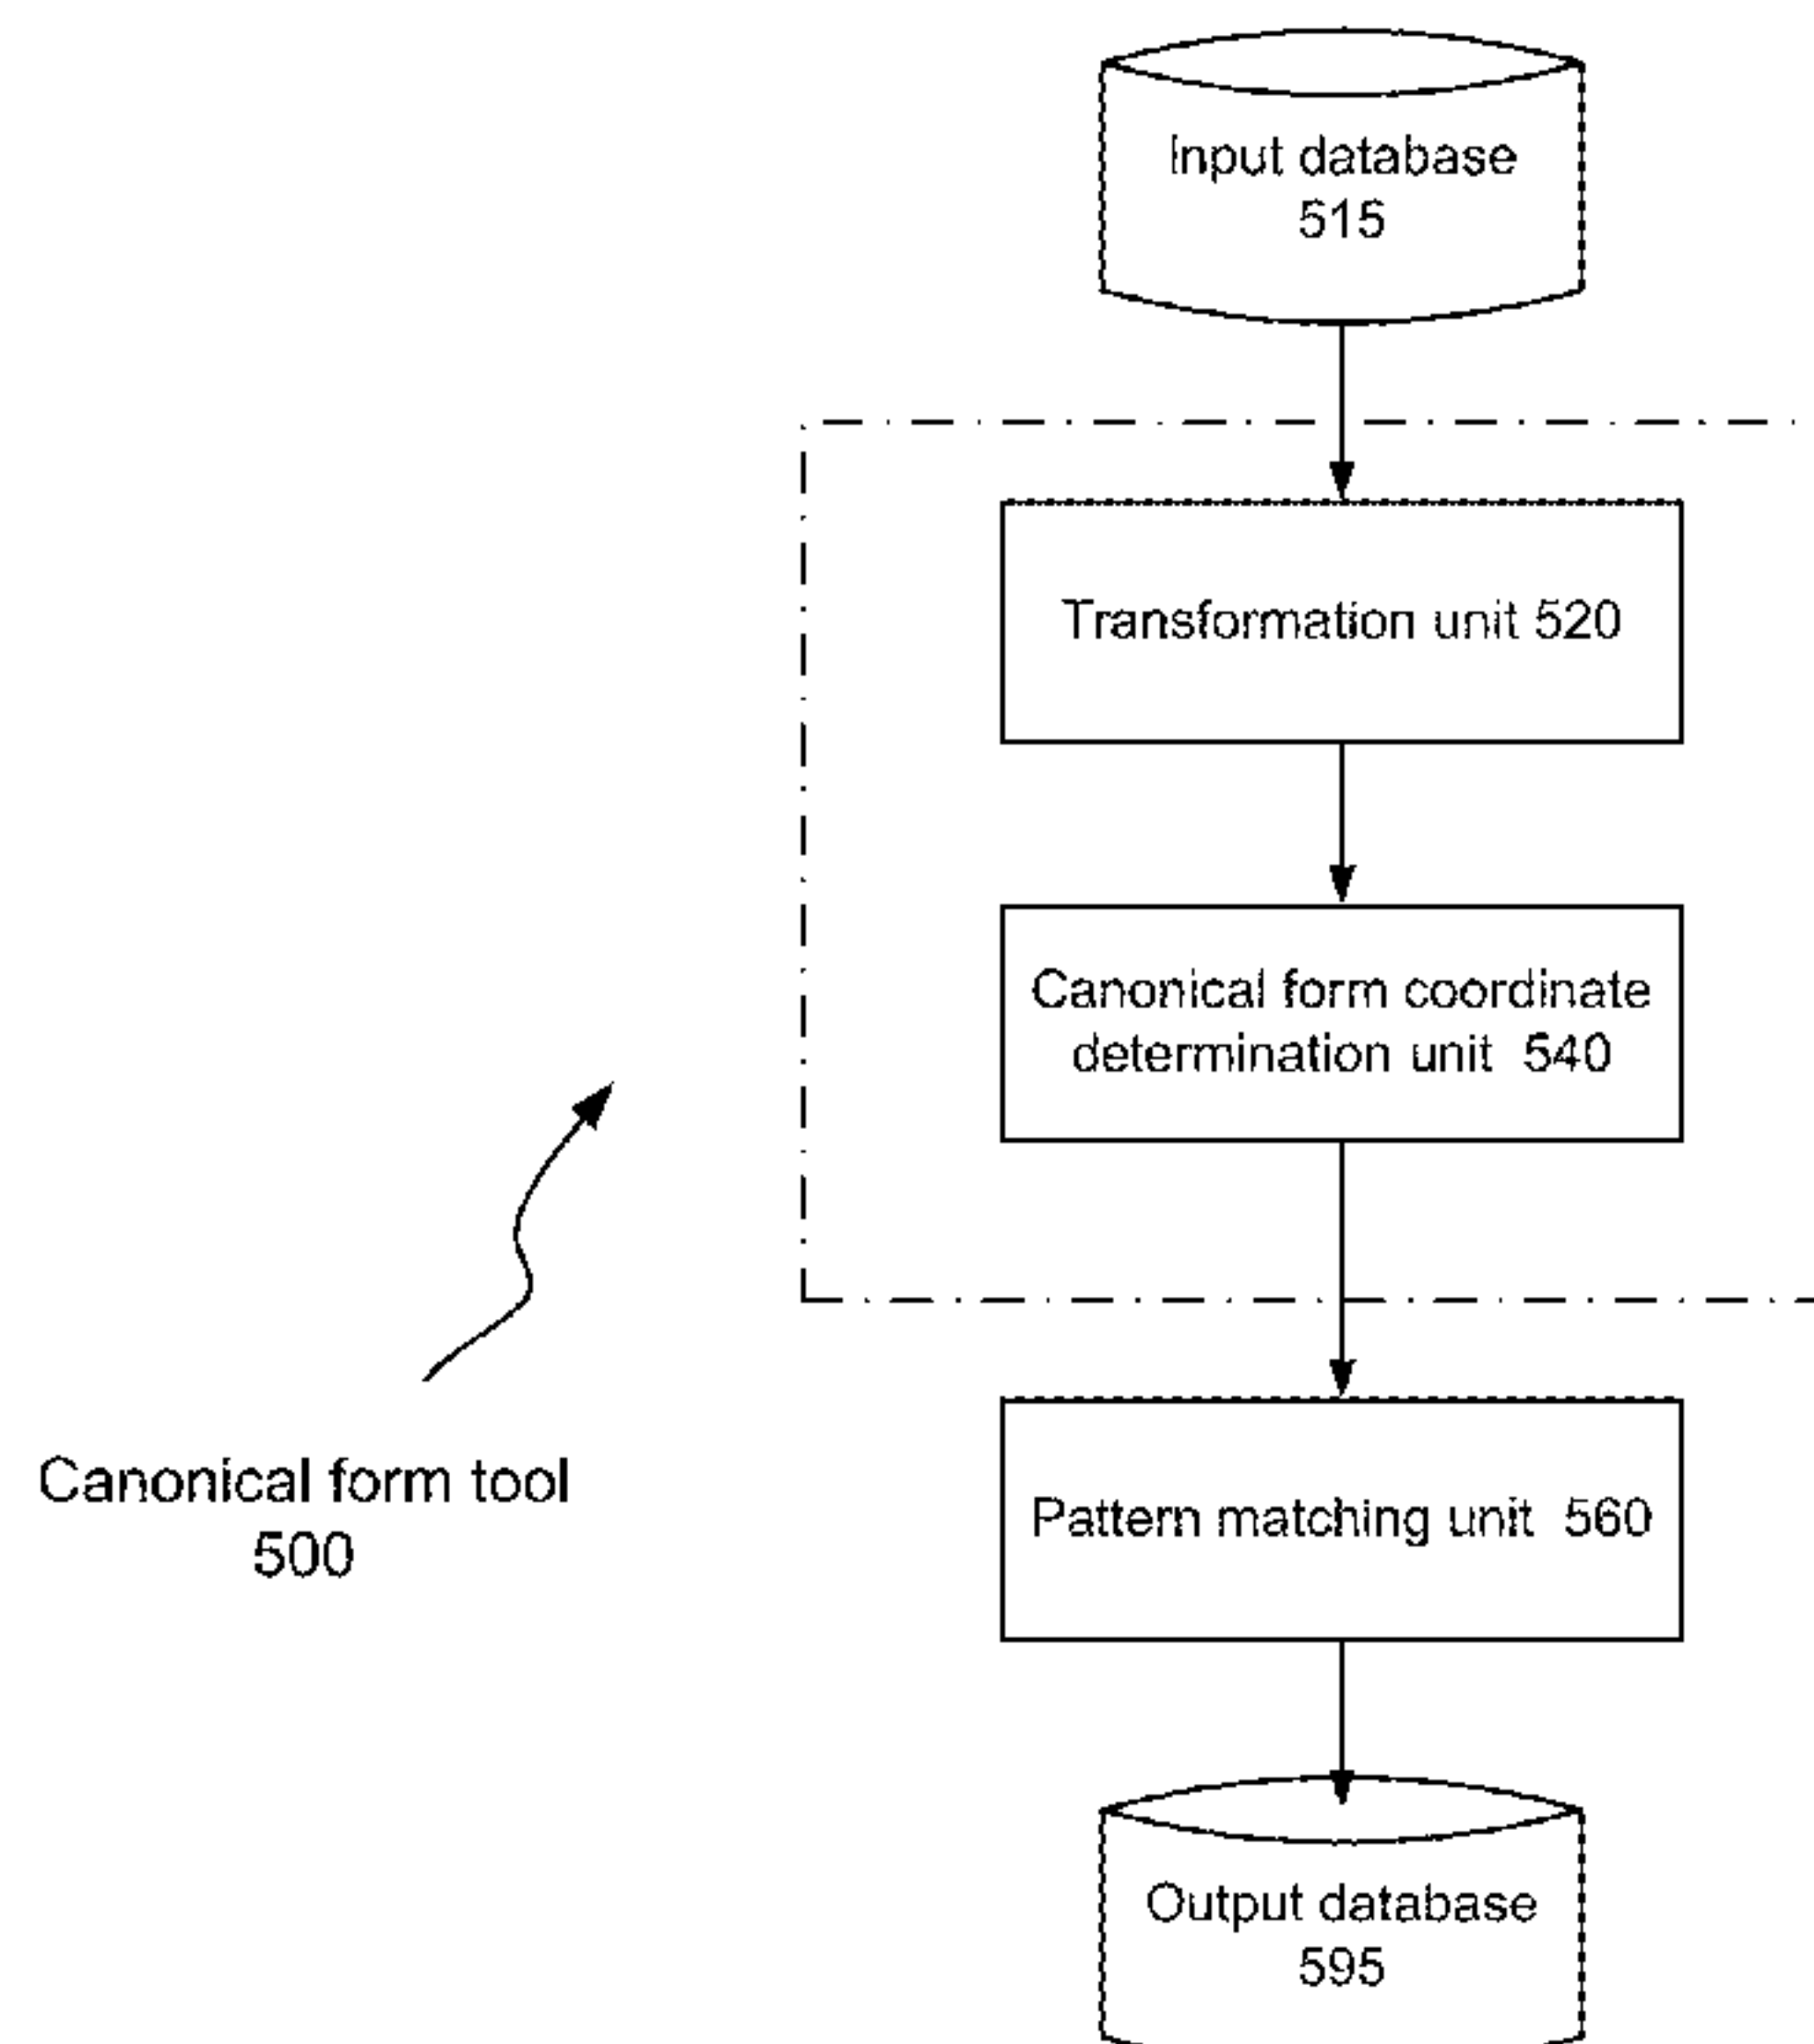 Input database
515
Transformation unit 520
Canonical form coordinate
determination unit 540
Canonical form tool
500
Pattern matching unit 560
Output database
595